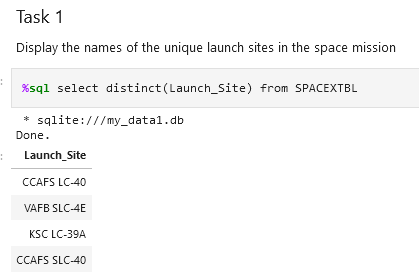 Task 1
Display the names of the unique launch sites in the space mission
%sql select distinct(Launch_Site) from SPACEXTBL
* sqlite:///my_data1.db
Done.
Launch_Site
CCAFS LC-40
VAFB SLC-4E
KSC LC-39A
CCAFS SLC-40